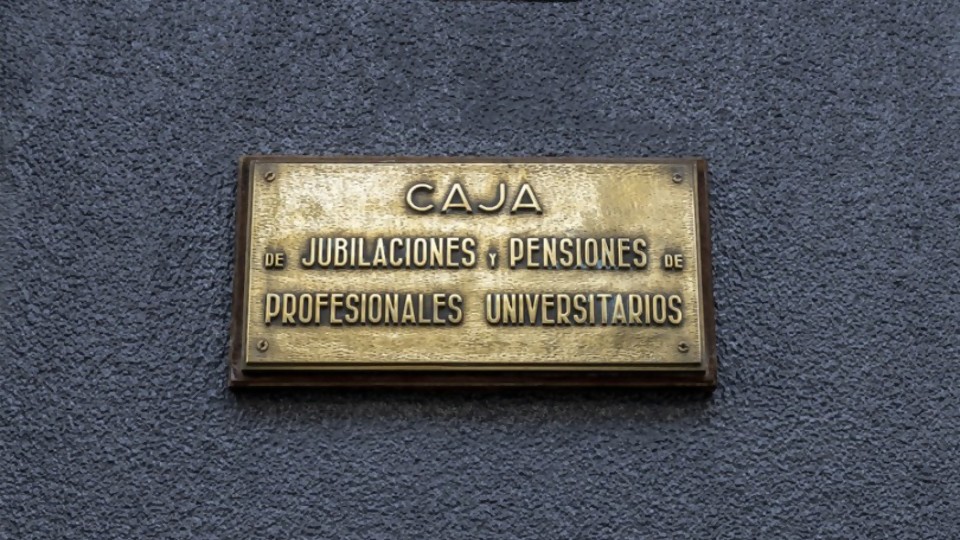 CAJA
DE JUBILACIONES Y PENSIONES DE
PROFESIONALES UNIVERSITARIOS